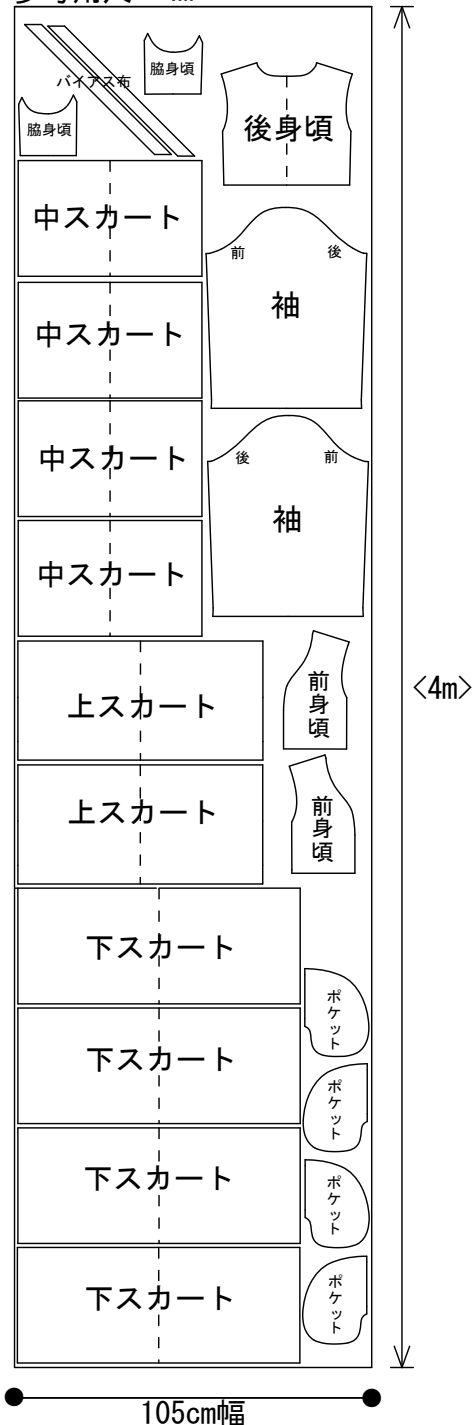 脇身頃
バイアス布
脇身頃
後身頃
中スカート
前 後
袖
中スカート
中スカート
後 前
袖
中スカート
前身頃
<4m>
上スカート
前身頃
上スカート
下スカート
ポケット
下スカート
ポケット
下スカート
ポケット
下スカート
ポケット
105cm幅